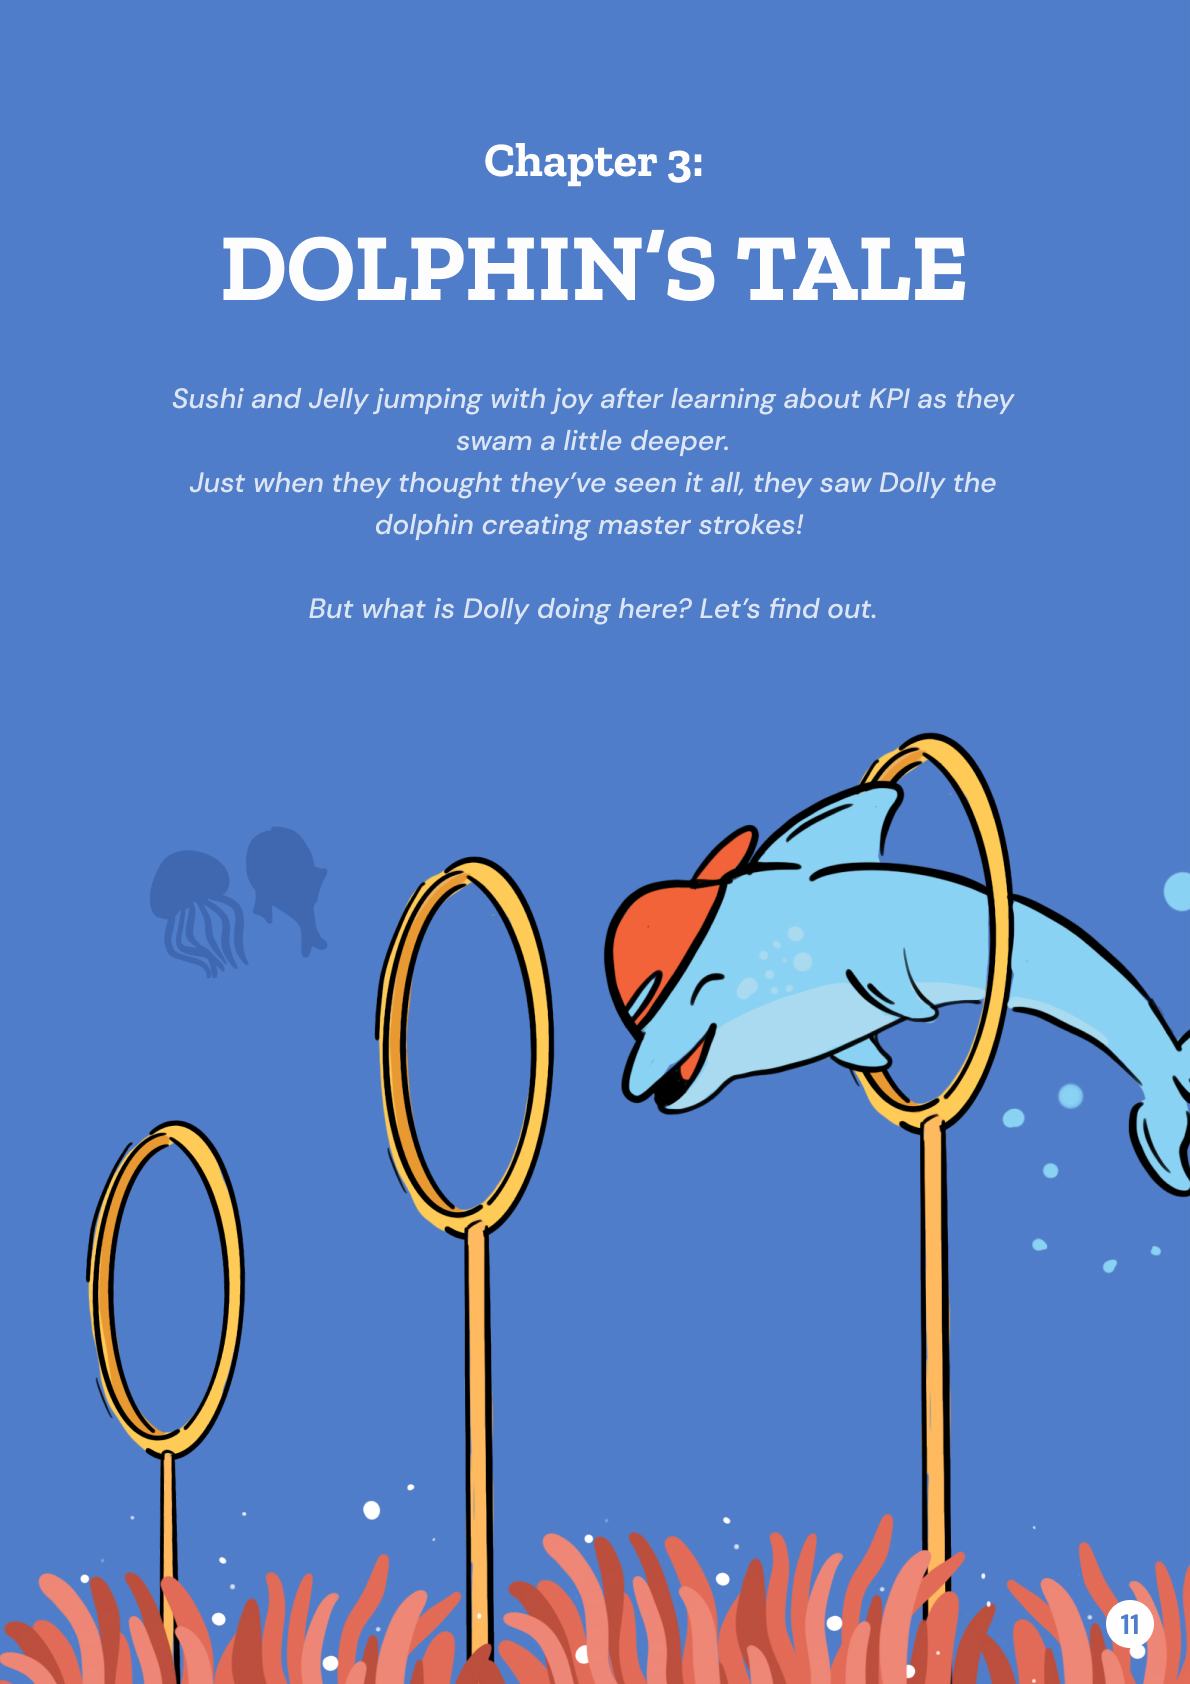 Chapter 3:
DOLPHIN'S TALE
Sushi and Jelly jumping with joy after learning about KPI as they
swam a little deeper.
Just when they thought they've seen it all, they saw Dolly the
dolphin creating master strokes!
But what is Dolly doing here? Let's find out.
11